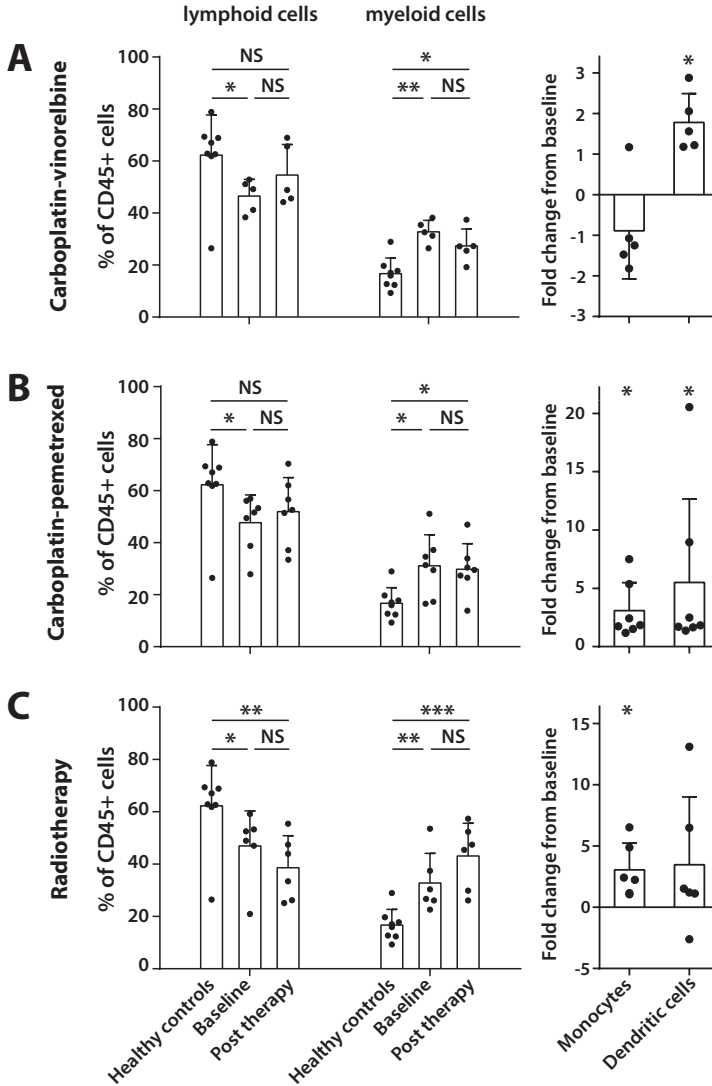 lymphoid cells myeloid cells
A
Carboplatin-vinorelbine
% of CD45+ cells
100
80
60
40
20
0
NS
* NS
*
** NS
Fold change from baseline
3
2
1
0
-1
-2
-3
*
B
Carboplatin-pemetrexed
% of CD45+ cells
100
80
60
40
20
0
NS
* NS
*
* NS
Fold change from baseline
20
15
10
5
0
* *
C
Radiotherapy
% of CD45+ cells
100
80
60
40
20
0
**
* NS
***
** NS
Fold change from baseline
15
10
5
0
-5
*
Healthy controls
Baseline
Post therapy
Healthy controls
Baseline
Post therapy
Monocytes
Dendritic cells